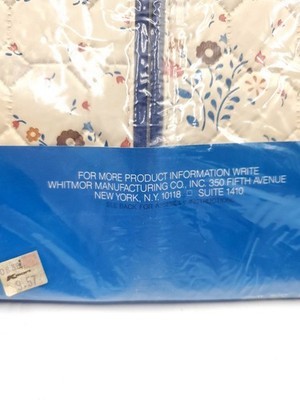 FOR MORE PRODUCT INFORMATION WRITE
WHITMOR MANUFACTURING CO., INC. 350 FIFTH AVENUE
NEW YORK, N.Y. 10118 □ SUITE 1410